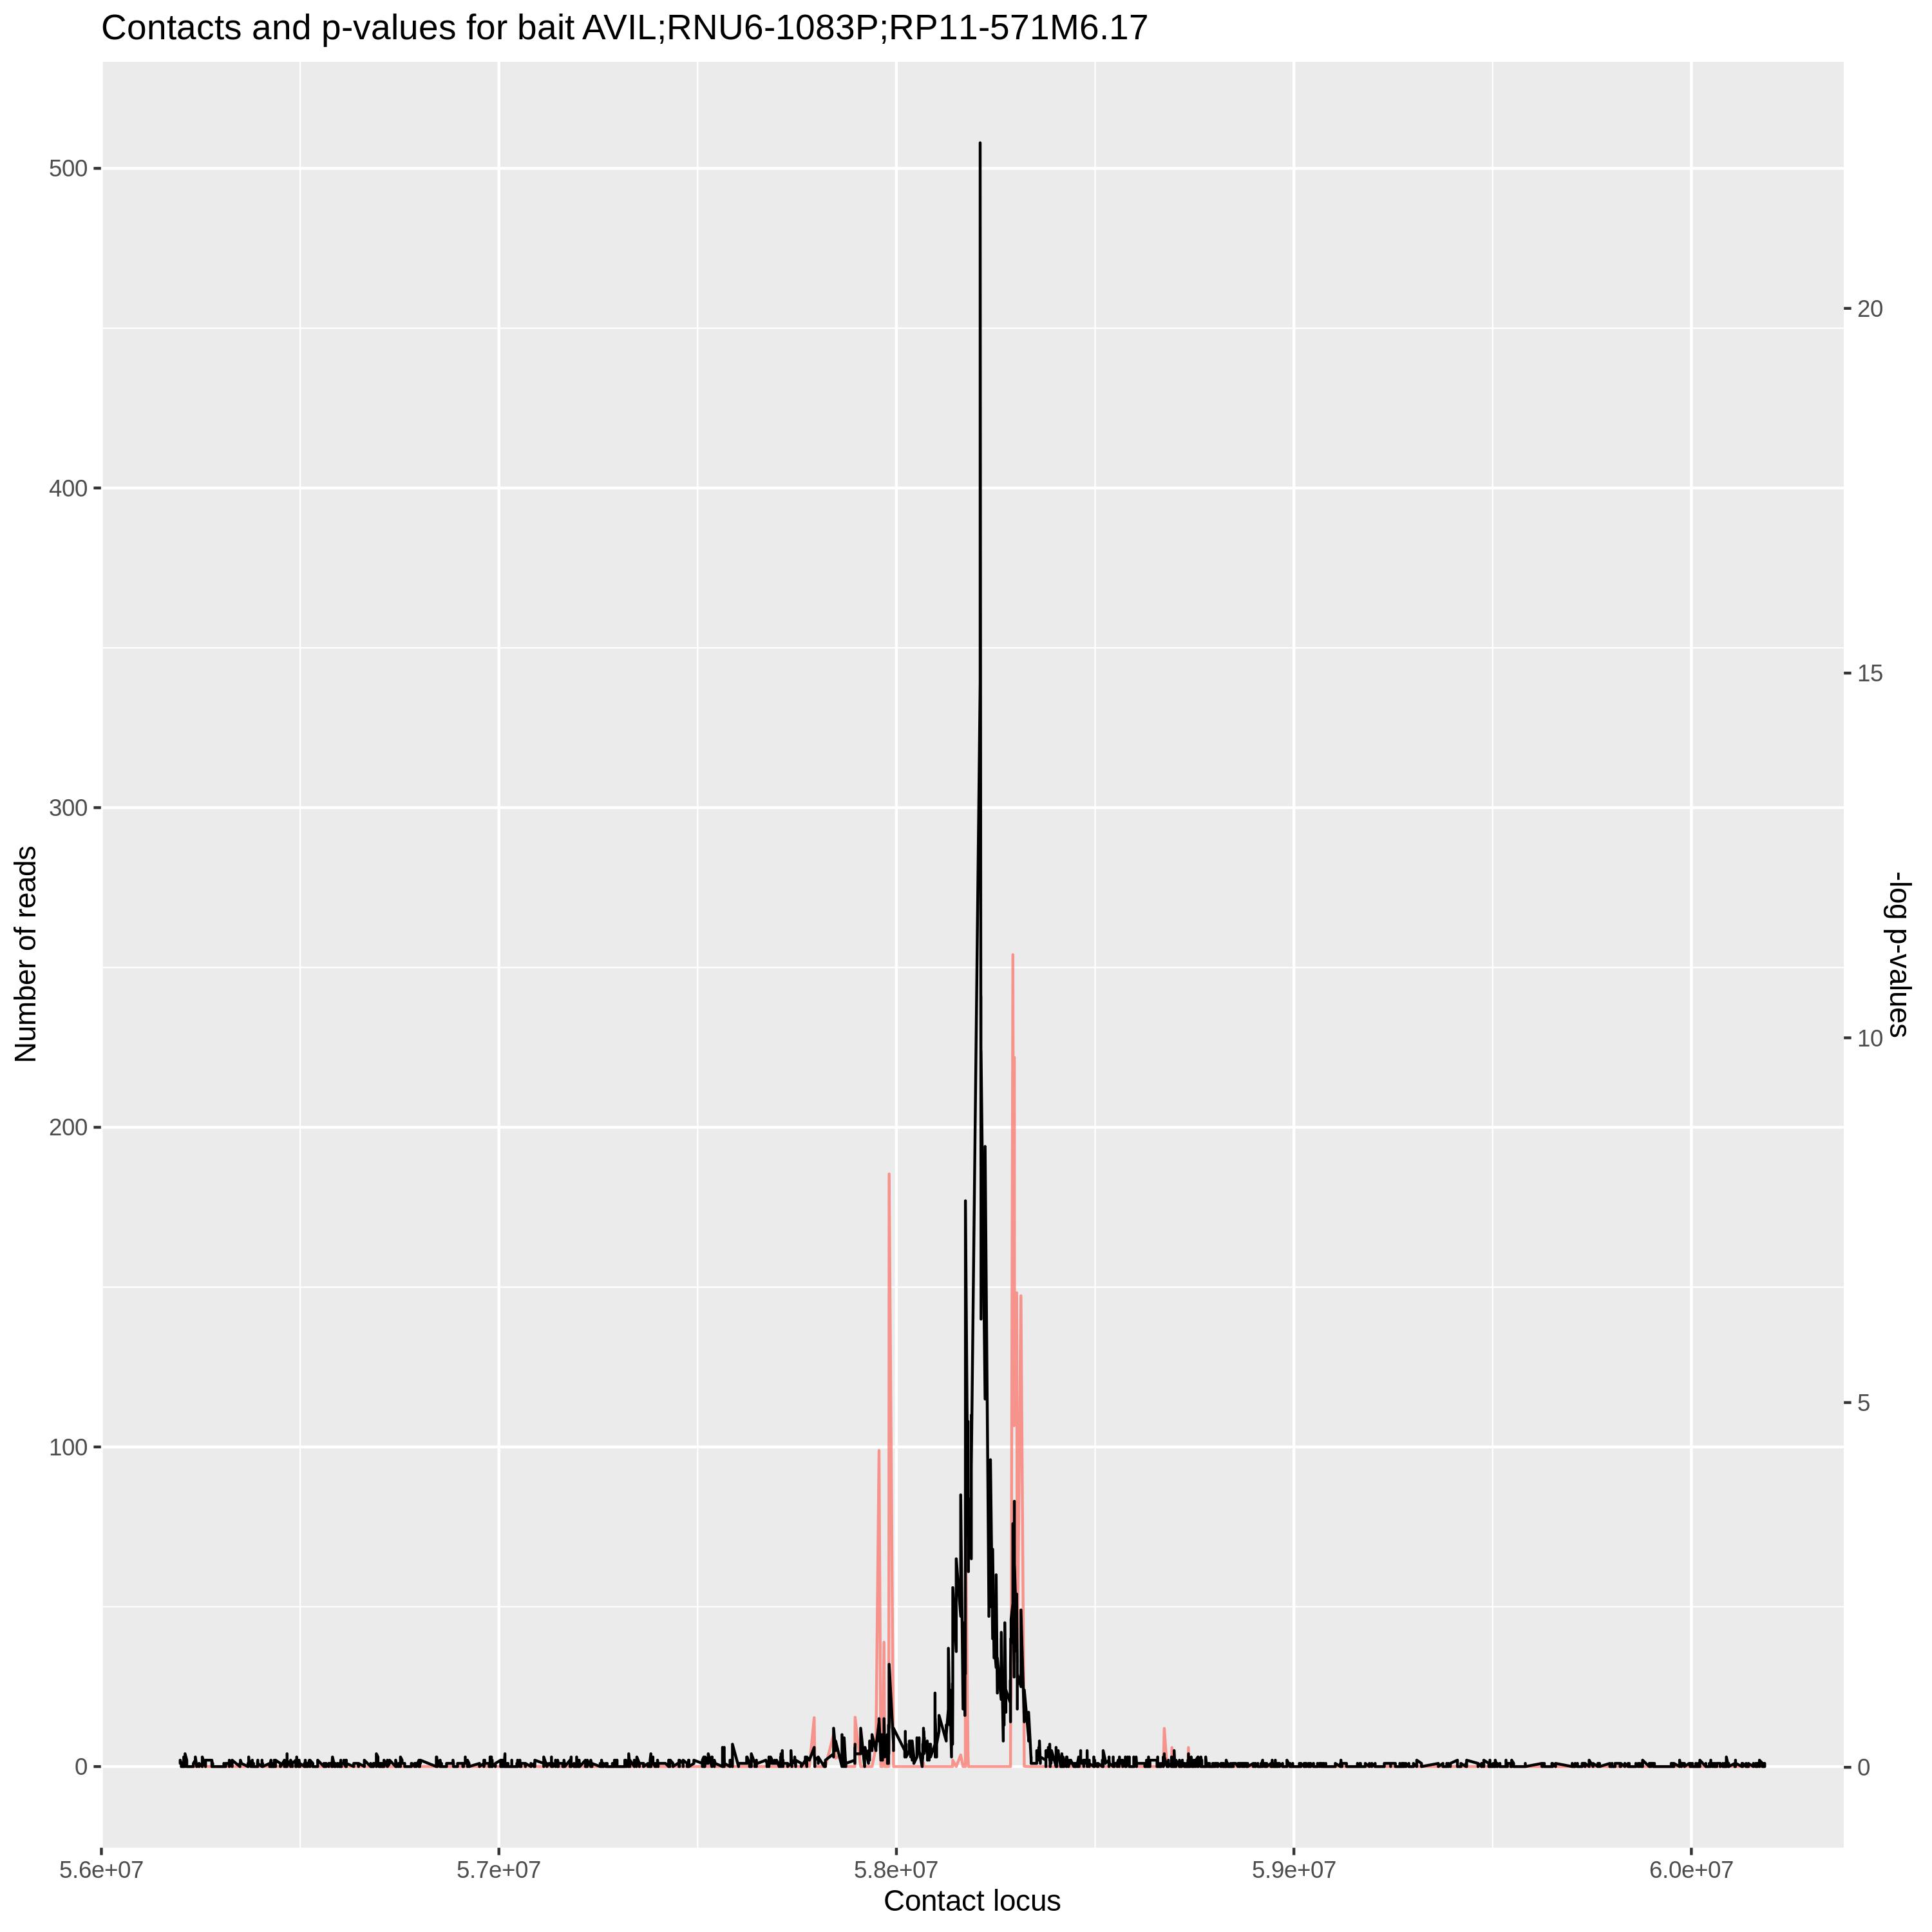 Contacts and p-values for bait AVIL;RNU6-1083P;RP11-571M6.17
500
400
300
200
100
0
Number of reads
20
15
10
5
0
-log p-values
5.6e+07 5.7e+07 5.8e+07 5.9e+07 6.0e+07
Contact locus